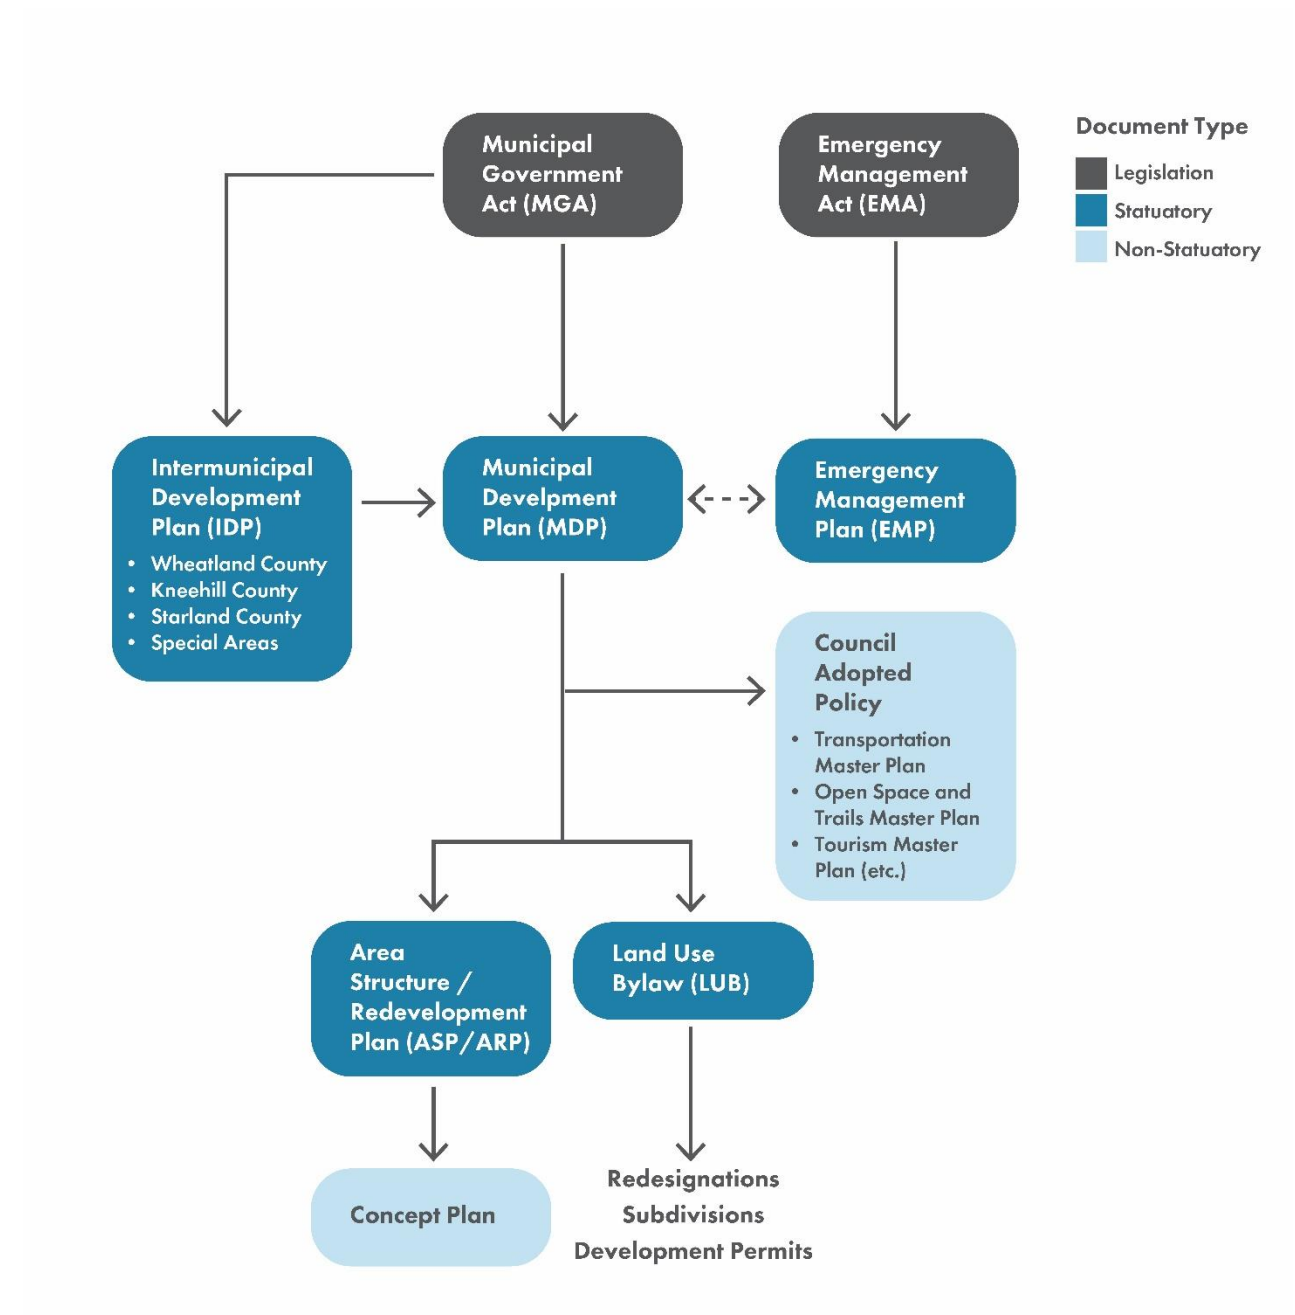 Municipal
Government
Act (MGA)
Emergency
Management
Act (EMA)
Document Type
Legislation
Statuatory
Non-Statuatory
Intermunicipal
Development
Plan (IDP)
• Wheatland County
• Kneehill County
• Starland County
• Special Areas
Municipal
Develpment
Plan (MDP)
Emergency
Management
Plan (EMP)
Council
Adopted
Policy
• Transportation
Master Plan
• Open Space and
Trails Master Plan
• Tourism Master
Plan (etc.)
Area
Structure /
Redevelopment
Plan (ASP/ARP)
Land Use
Bylaw (LUB)
Concept Plan
Redesignations
Subdivisions
Development Permits